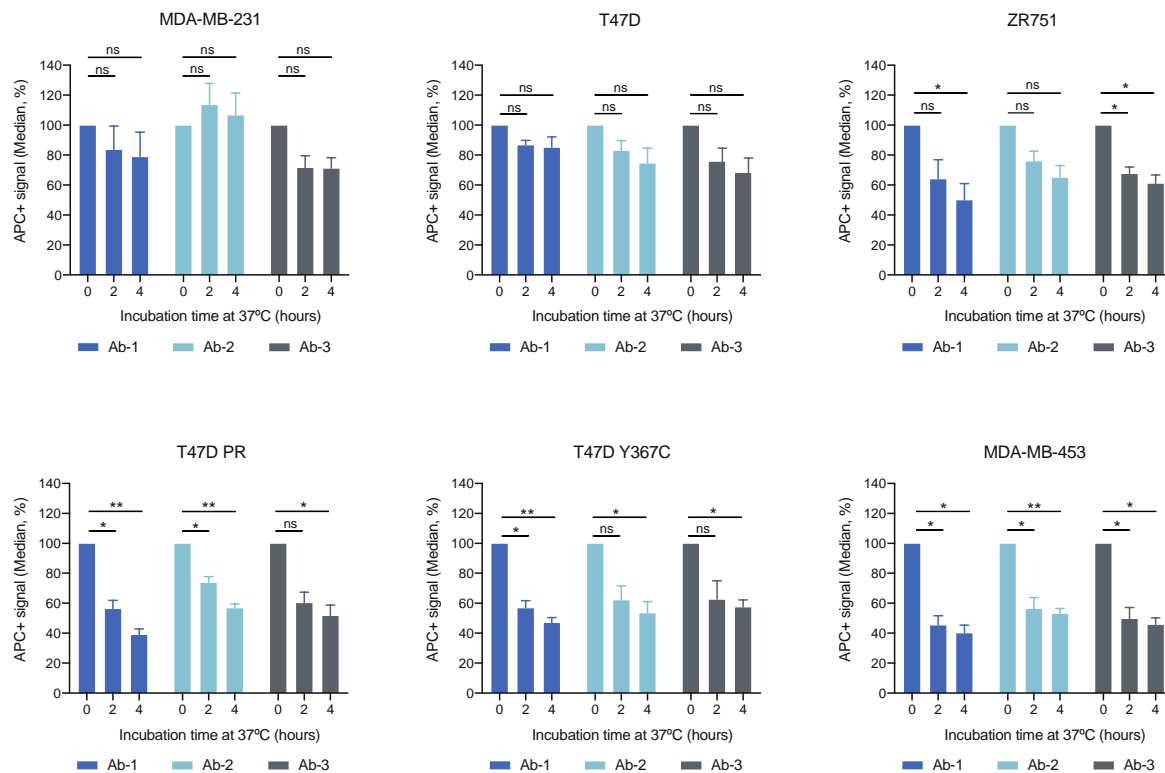 MDA-MB-231
ns
ns
ns
ns
ns
ns
APC+ signal (Median, %)
140
120
100
80
60
40
20
0
0 2 4 0 2 4 0 2 4
Incubation time at 37ºC (hours)
Ab-1 Ab-2 Ab-3
T47D
ns ns ns
ns ns ns
APC+ signal (Median, %)
140
120
100
80
60
40
20
0
0 2 4 0 2 4 0 2 4
Incubation time at 37ºC (hours)
Ab-1 Ab-2 Ab-3
ZR751
* ns *
ns ns *
APC+ signal (Median, %)
140
120
100
80
60
40
20
0
0 2 4 0 2 4 0 2 4
Incubation time at 37ºC (hours)
Ab-1 Ab-2 Ab-3
T47D PR
** ** *
* * ns
APC+ signal (Median, %)
140
120
100
80
60
40
20
0
0 2 4 0 2 4 0 2 4
Incubation time at 37ºC (hours)
Ab-1 Ab-2 Ab-3
T47D Y367C
** * *
* ns ns
APC+ signal (Median, %)
140
120
100
80
60
40
20
0
0 2 4 0 2 4 0 2 4
Incubation time at 37ºC (hours)
Ab-1 Ab-2 Ab-3
MDA-MB-453
* ** *
* * *
APC+ signal (Median, %)
140
120
100
80
60
40
20
0
0 2 4 0 2 4 0 2 4
Incubation time at 37ºC (hours)
Ab-1 Ab-2 Ab-3